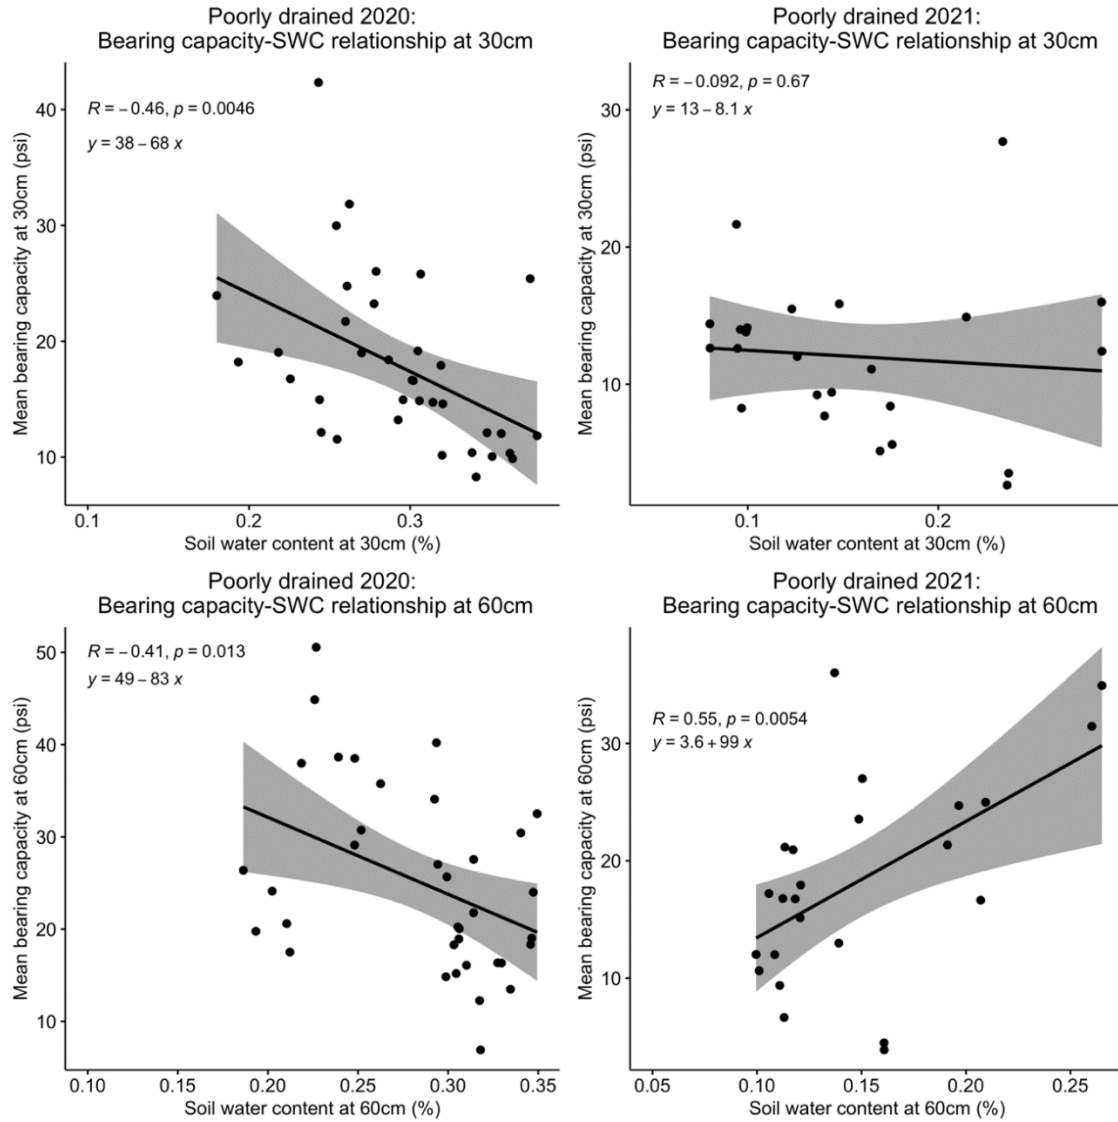 Poorly drained 2020:
Bearing capacity-SWC relationship at 30cm
R = −0.46, p = 0.0046
y = 38 − 68 x
Mean bearing capacity at 30cm (psi)
40
30
20
10
0.1 0.2 0.3
Soil water content at 30cm (%)
Poorly drained 2021:
Bearing capacity-SWC relationship at 30cm
R = −0.092, p = 0.67
y = 13 − 8.1 x
Mean bearing capacity at 30cm (psi)
30
20
10
0.1 0.2
Soil water content at 30cm (%)
Poorly drained 2020:
Bearing capacity-SWC relationship at 60cm
R = −0.41, p = 0.013
y = 49 − 83 x
Mean bearing capacity at 60cm (psi)
50
40
30
20
10
0.10 0.15 0.20 0.25 0.30 0.35
Soil water content at 60cm (%)
Poorly drained 2021:
Bearing capacity-SWC relationship at 60cm
R = 0.55, p = 0.0054
y = 3.6 + 99 x
Mean bearing capacity at 60cm (psi)
30
20
10
0.05 0.10 0.15 0.20 0.25
Soil water content at 60cm (%)